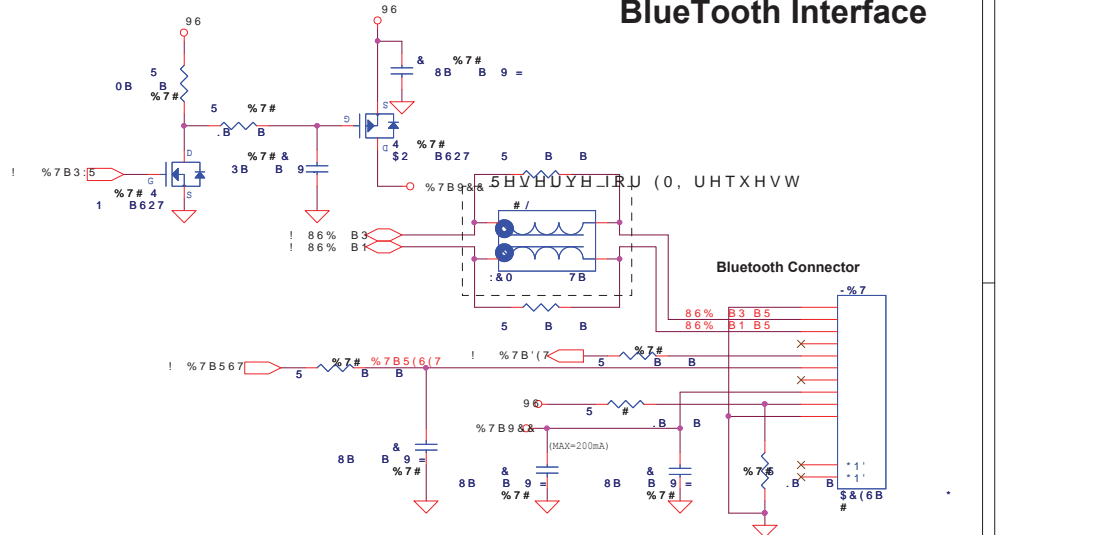 BlueTooth Interface
96
96
&
%7#
8B B 9 =
5
0B B
%7#
5 %7#
.B B
S
G
D
4 %7#
$2 B627
%7# &
3B B 9
D
G
S
! %7B3:5
%7# 4
1 B627
5 B B
%7B9&&
5HVHUYH IRU (0, UHTXHVW
# /
! 86% B3
! 86% B1
:&0 7B
5 B B
Bluetooth Connector
-%7
86% B3 B5
86% B1 B5
! %7B567
5
%7#
B B
%7B5(6(7
! %7B'(7
%7#
5 B B
96
5 #
.B B
%7B9&&
(MAX=200mA)
&
8B B 9 =
%7#
&
8B B 9 =
%7#
&
8B B 9 =
%7#
.B B
*1'
*1'
$&(6B
#
*